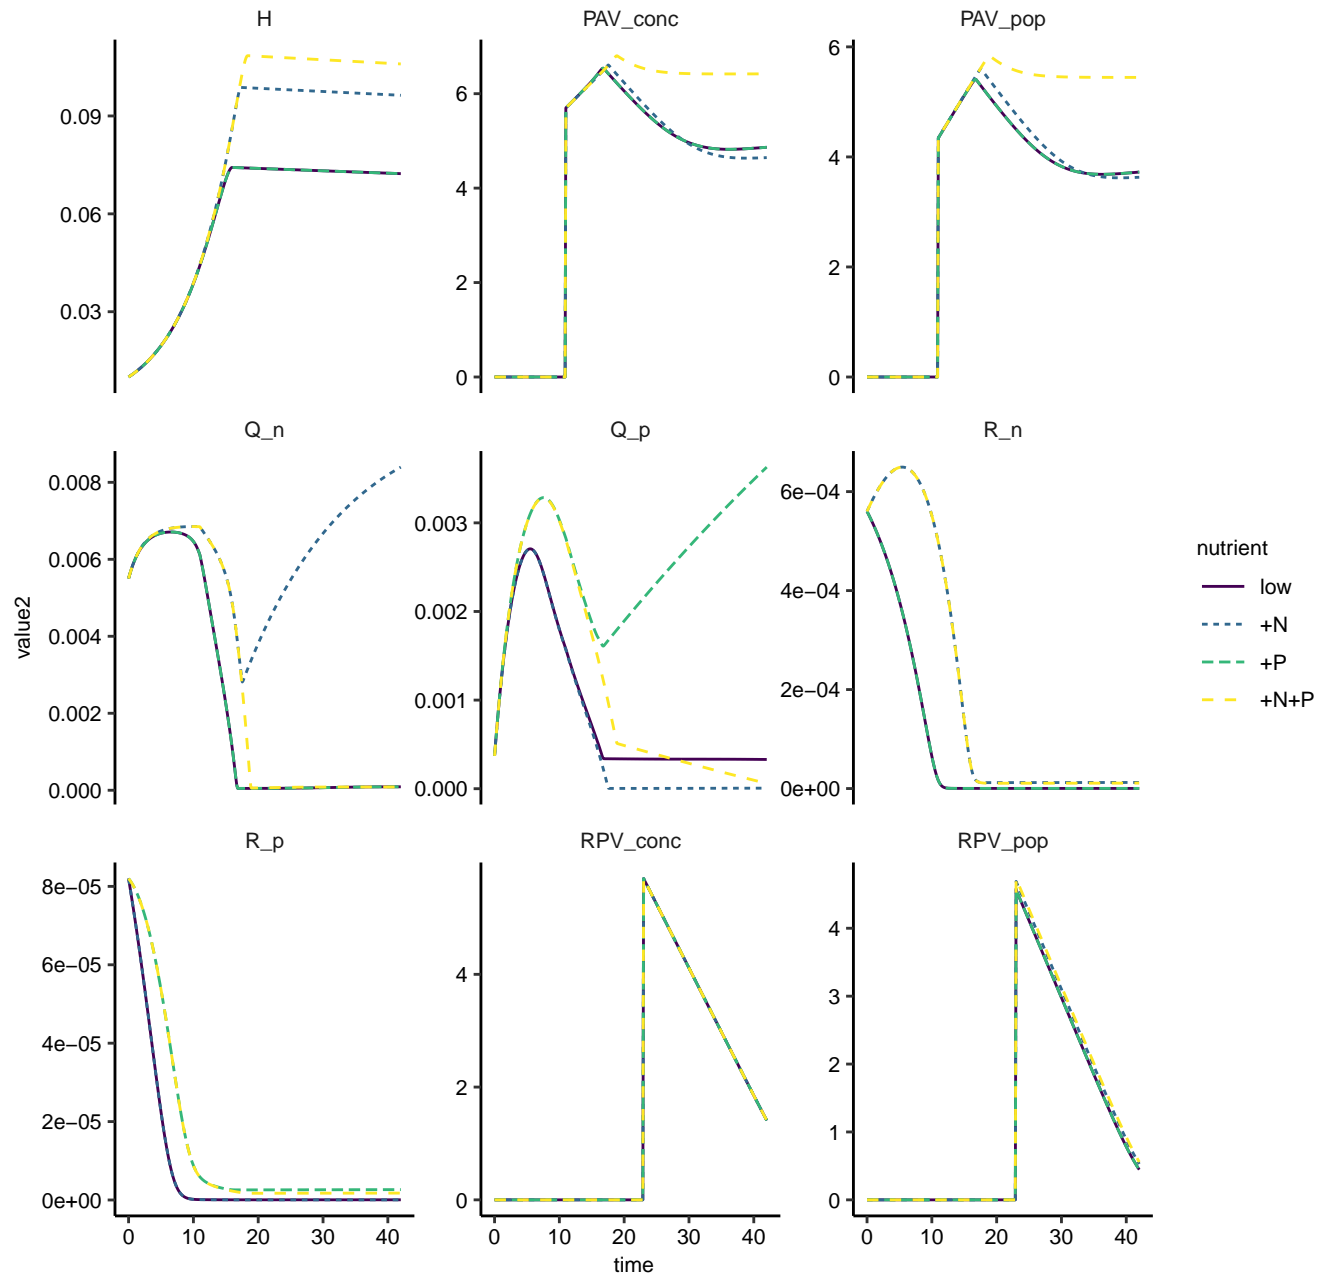 H PAV_conc PAV_pop
0.09
0.06
0.03
6
4
2
0
6
4
2
0
Q_n Q_p R_n
0.008
0.006
0.004
0.002
0.000
0.003
0.002
0.001
0.000
6e−04
4e−04
2e−04
0e+00
value2
nutrient
low
+N
+P
+N+P
R_p RPV_conc RPV_pop
8e−05
6e−05
4e−05
2e−05
0e+00
4
2
0
4
3
2
1
0
0 10 20 30 40 0 10 20 30 40 0 10 20 30 40
time